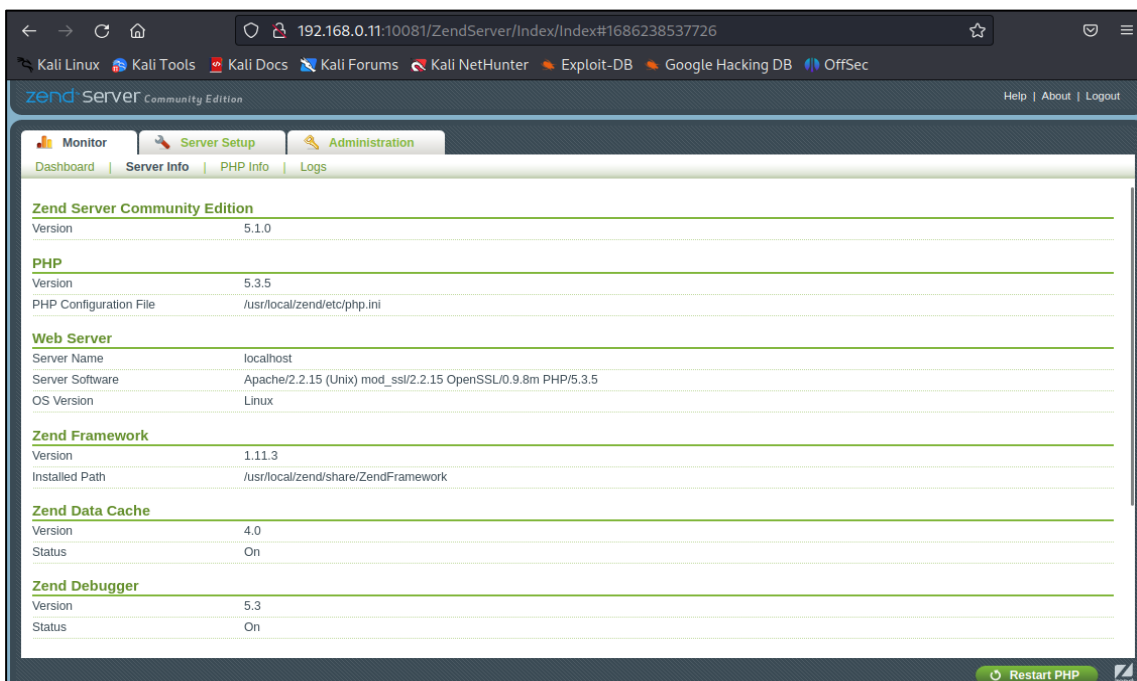 192.168.0.11:10081/ZendServer/Index/Index#1686238537726
Kali Linux Kali Tools Kali Docs Kali Forums Kali NetHunter Exploit-DB Google Hacking DB OffSec
zend Server Community Edition Help | About | Logout
Monitor Server Setup Administration
Dashboard | Server Info | PHP Info | Logs
Zend Server Community Edition
Version 5.1.0
PHP
Version 5.3.5
PHP Configuration File /usr/local/zend/etc/php.ini
Web Server
Server Name localhost
Server Software Apache/2.2.15 (Unix) mod_ssl/2.2.15 OpenSSL/0.9.8m PHP/5.3.5
OS Version Linux
Zend Framework
Version 1.11.3
Installed Path /usr/local/zend/share/ZendFramework
Zend Data Cache
Version 4.0
Status On
Zend Debugger
Version 5.3
Status On
Restart PHP